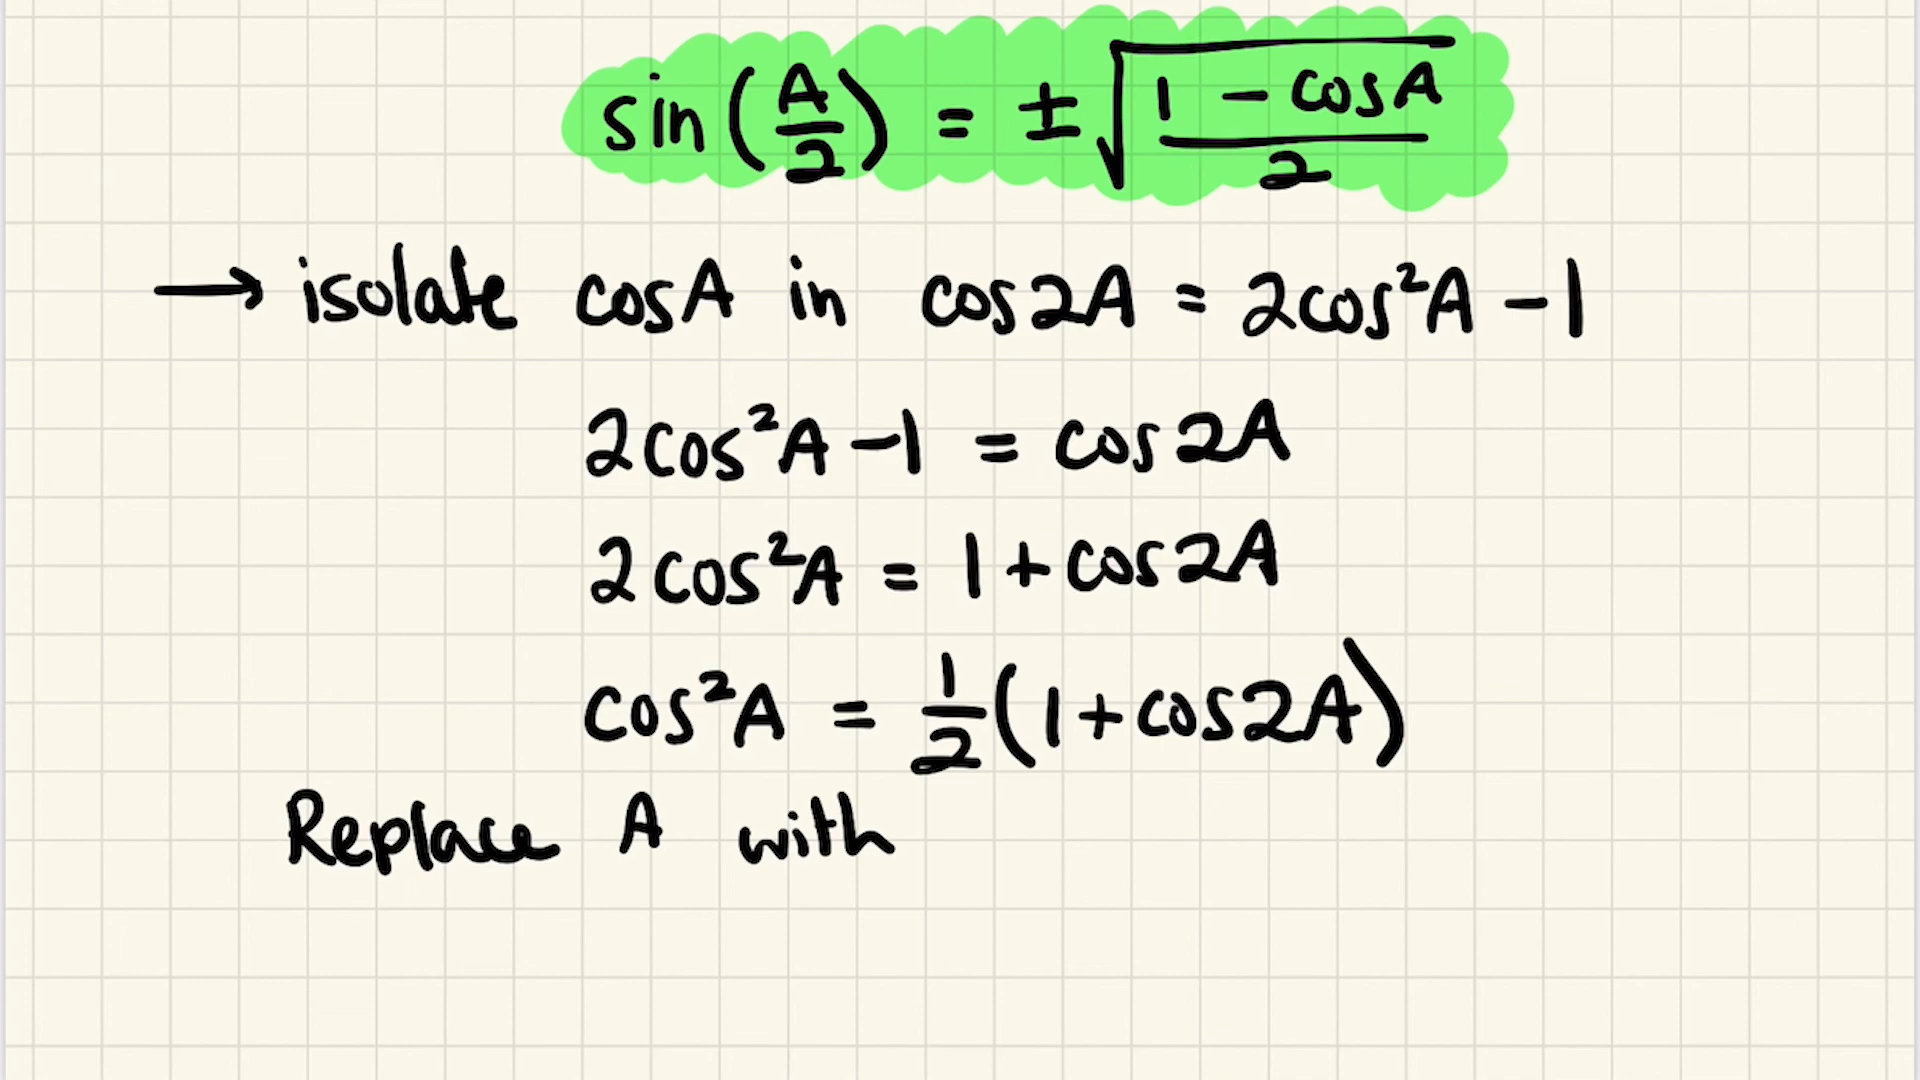 sin(A/2) = ±√((1 - cosA)/2)
→ isolate cosA in cos2A = 2cos²A - 1
2cos²A - 1 = cos2A
2cos²A = 1 + cos2A
cos²A = 1/2(1 + cos2A)
Replace A with